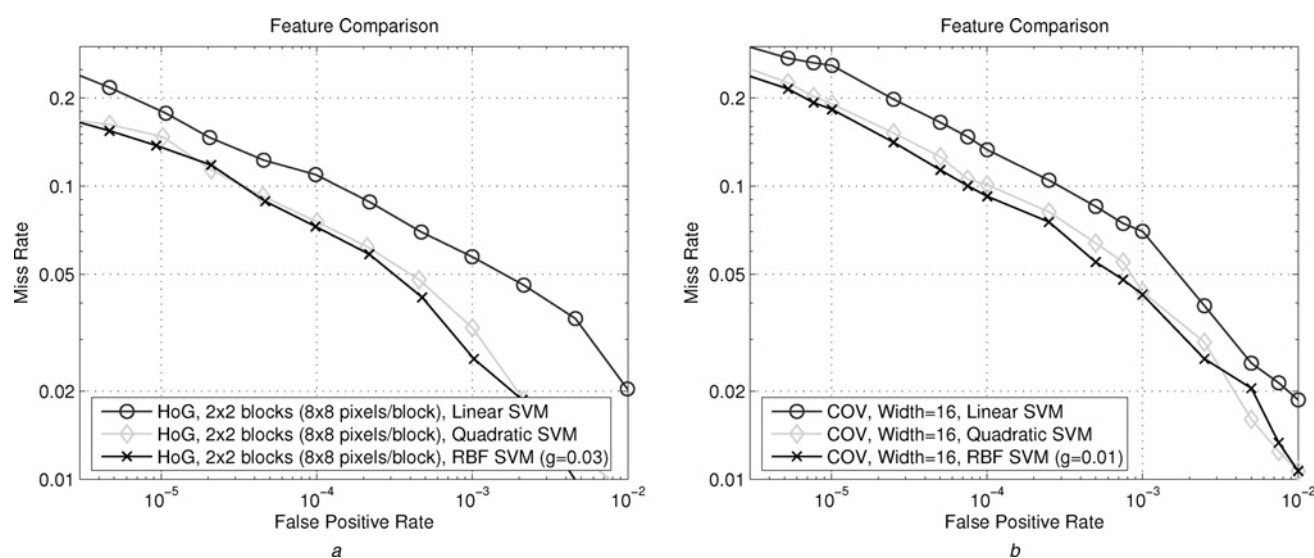 Feature Comparison
Miss Rate
0.2
0.1
0.05
0.02
0.01
HoG, 2x2 blocks (8x8 pixels/block), Linear SVM
HoG, 2x2 blocks (8x8 pixels/block), Quadratic SVM
HoG, 2x2 blocks (8x8 pixels/block), RBF SVM (g=0.03)
10⁻⁵ 10⁻⁴ 10⁻³ 10⁻²
False Positive Rate
a
Feature Comparison
Miss Rate
0.2
0.1
0.05
0.02
0.01
COV, Width=16, Linear SVM
COV, Width=16, Quadratic SVM
COV, Width=16, RBF SVM (g=0.01)
10⁻⁵ 10⁻⁴ 10⁻³ 10⁻²
False Positive Rate
b